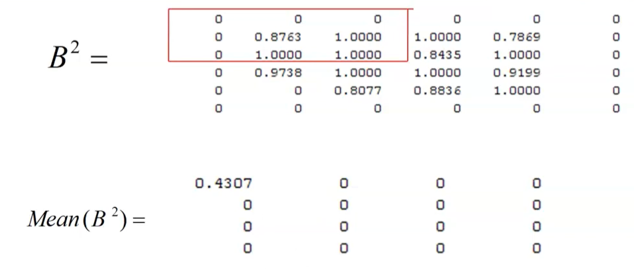 0 0 0 0 0 0
0 0.8763 1.0000 1.0000 0.7869 0
B² = 0 1.0000 1.0000 0.8435 1.0000 0
0 0.9738 1.0000 1.0000 0.9199 0
0 0 0.8077 0.8836 1.0000 0
0 0 0 0 0 0
0.4307 0 0 0
0 0 0 0
Mean(B²)= 0 0 0 0
0 0 0 0